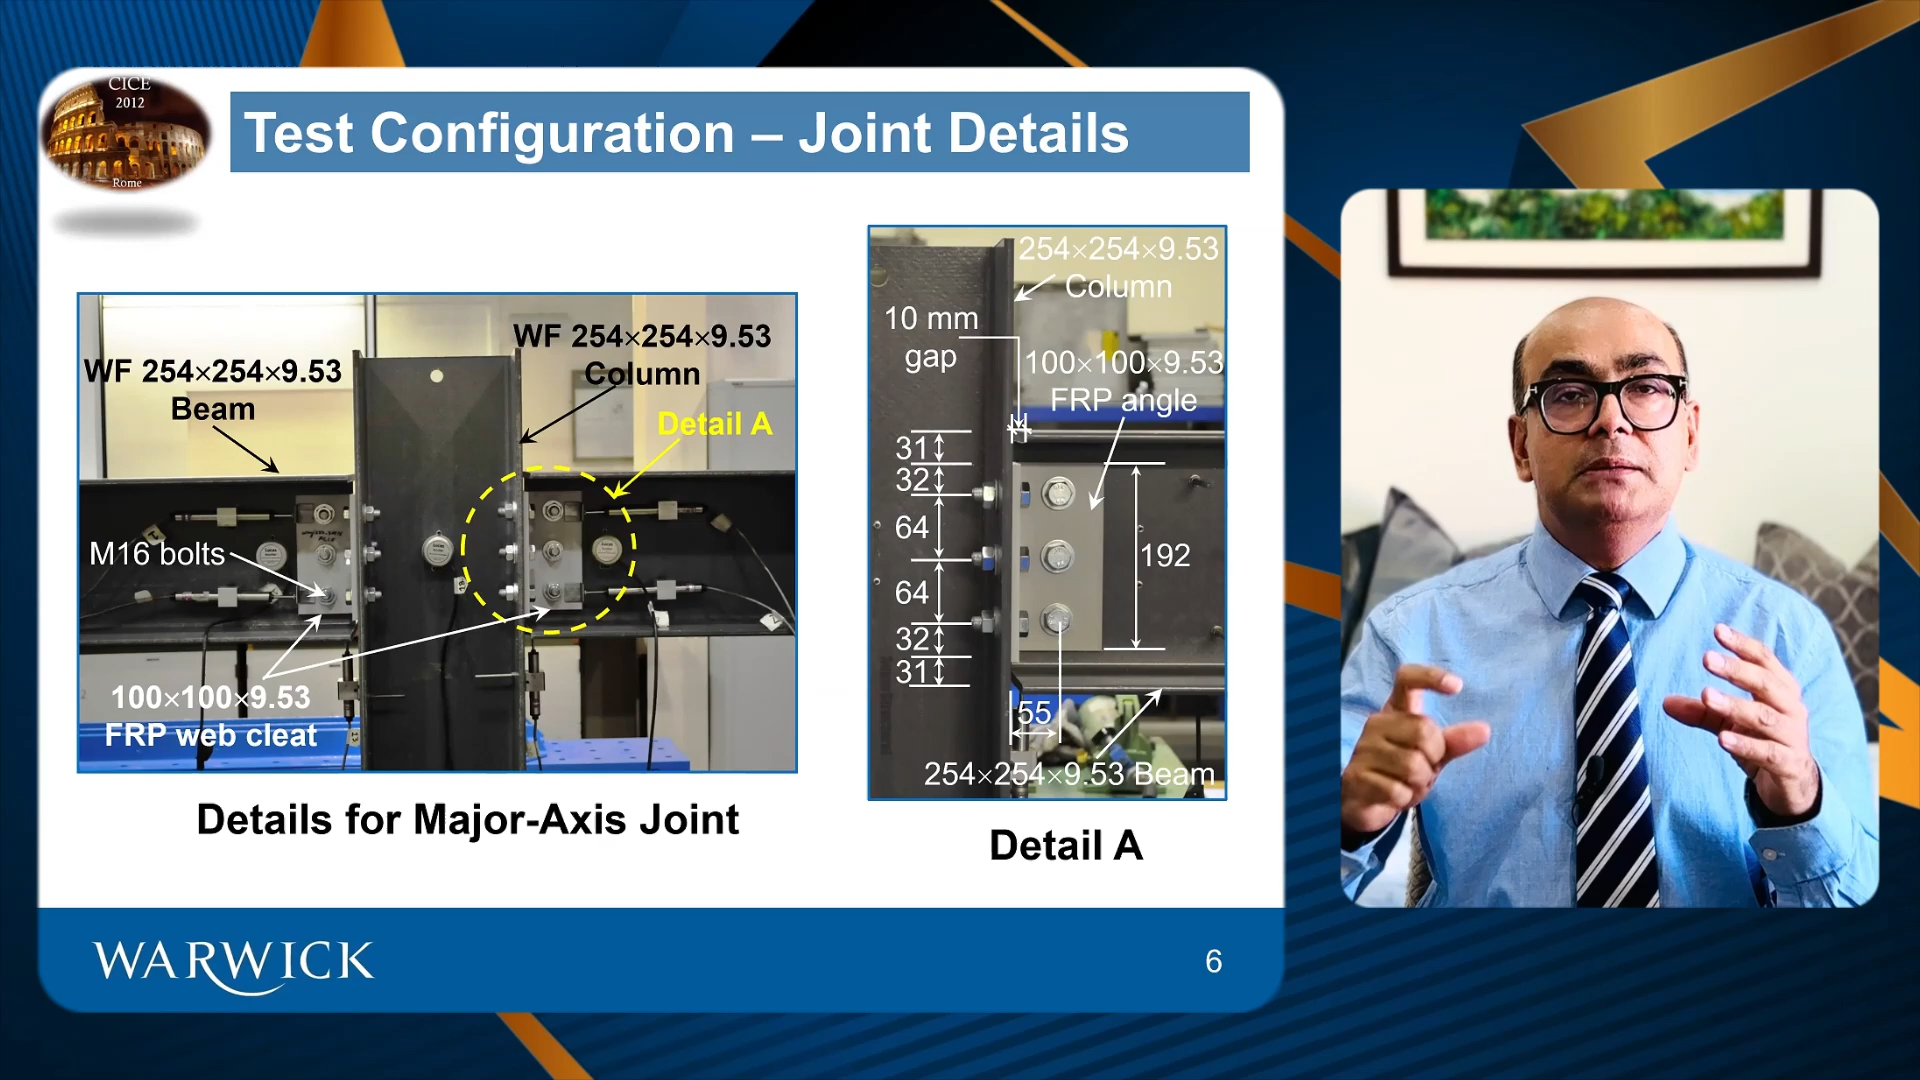 CICE
2012
Rome
Test Configuration – Joint Details
WF 254×254×9.53
Beam
WF 254×254×9.53
Column
Detail A
M16 bolts
100×100×9.53
FRP web cleat
Details for Major-Axis Joint
254×254×9.53
Column
10 mm
gap
100×100×9.53
FRP angle
31
32
64
64
32
31
192
55
254×254×9.53 Beam
Detail A
WARWICK
6